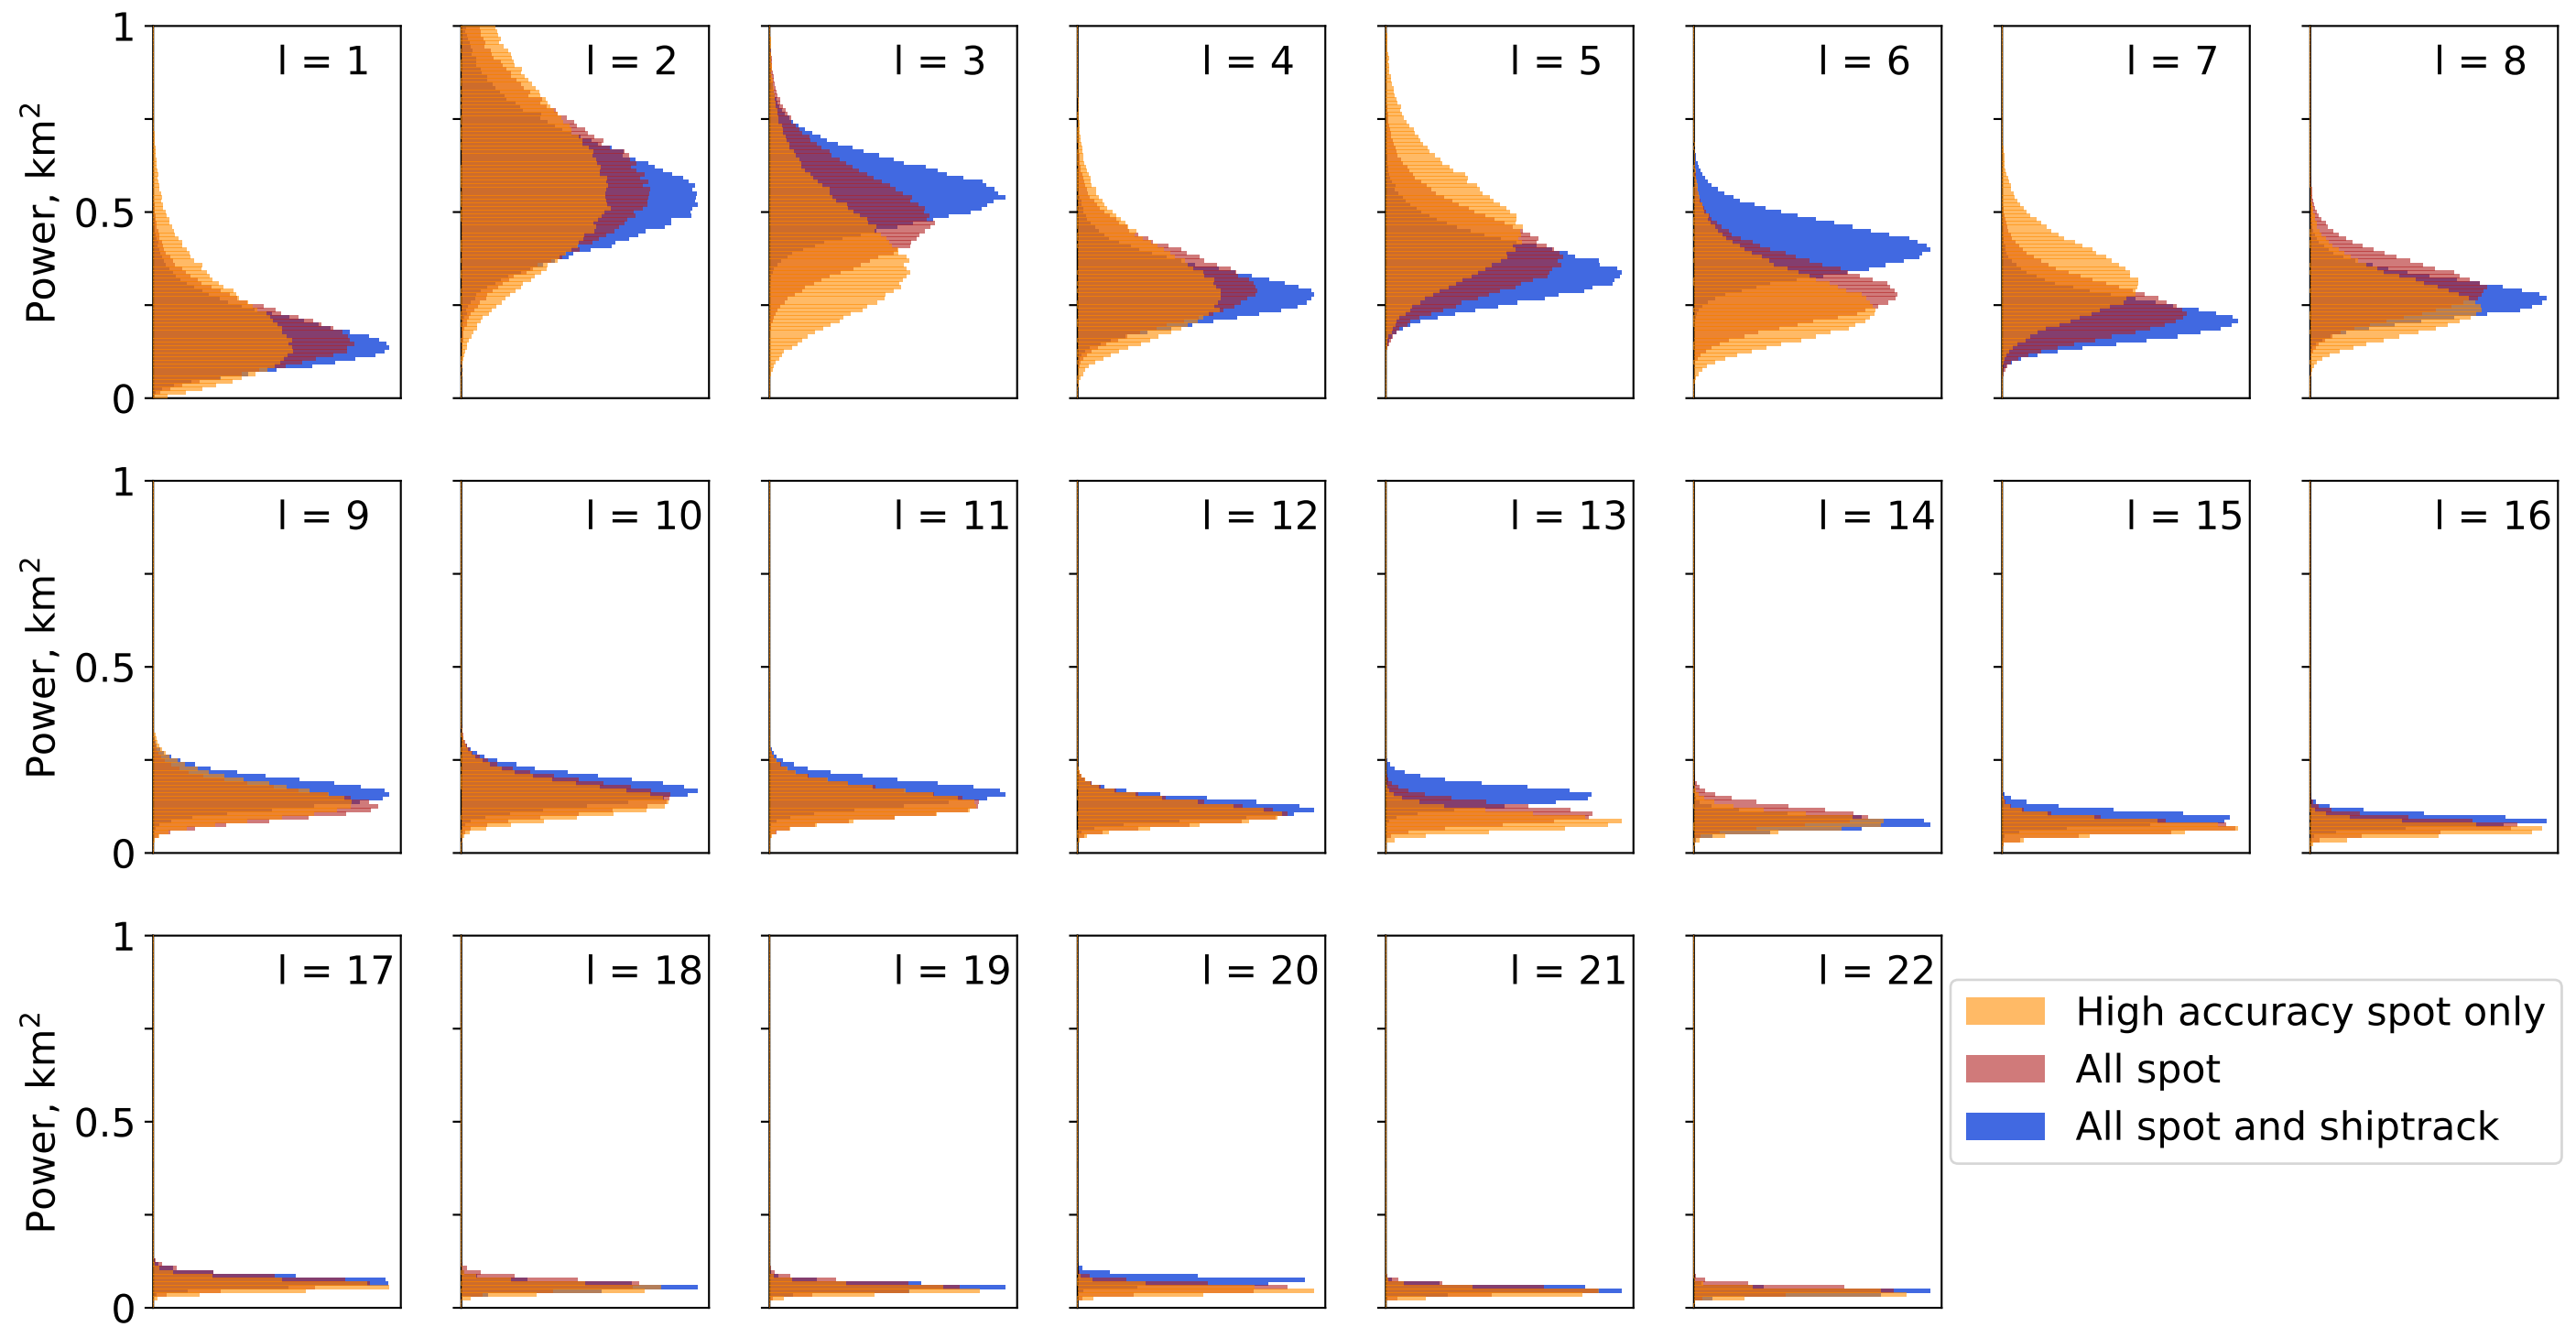 1
0.5
0
Power, km²
l = 1
l = 2
l = 3
l = 4
l = 5
l = 6
l = 7
l = 8
1
0.5
0
Power, km²
l = 9
l = 10
l = 11
l = 12
l = 13
l = 14
l = 15
l = 16
1
0.5
0
Power, km²
l = 17
l = 18
l = 19
l = 20
l = 21
l = 22
High accuracy spot only
All spot
All spot and shiptrack